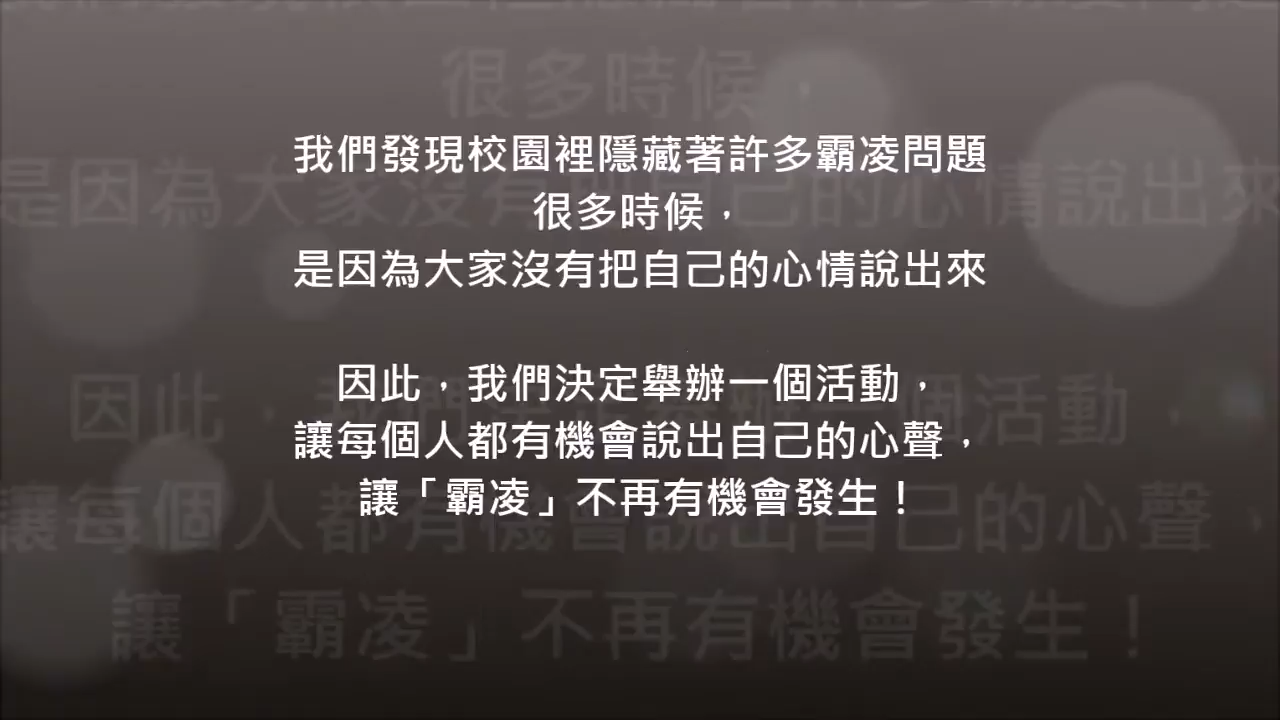 我們發現校園裡隱藏著許多霸凌問題
很多時候，
是因為大家沒有把自己的心情說出來
因此，我們決定舉辦一個活動，
讓每個人都有機會說出自己的心聲，
讓「霸凌」不再有機會發生！